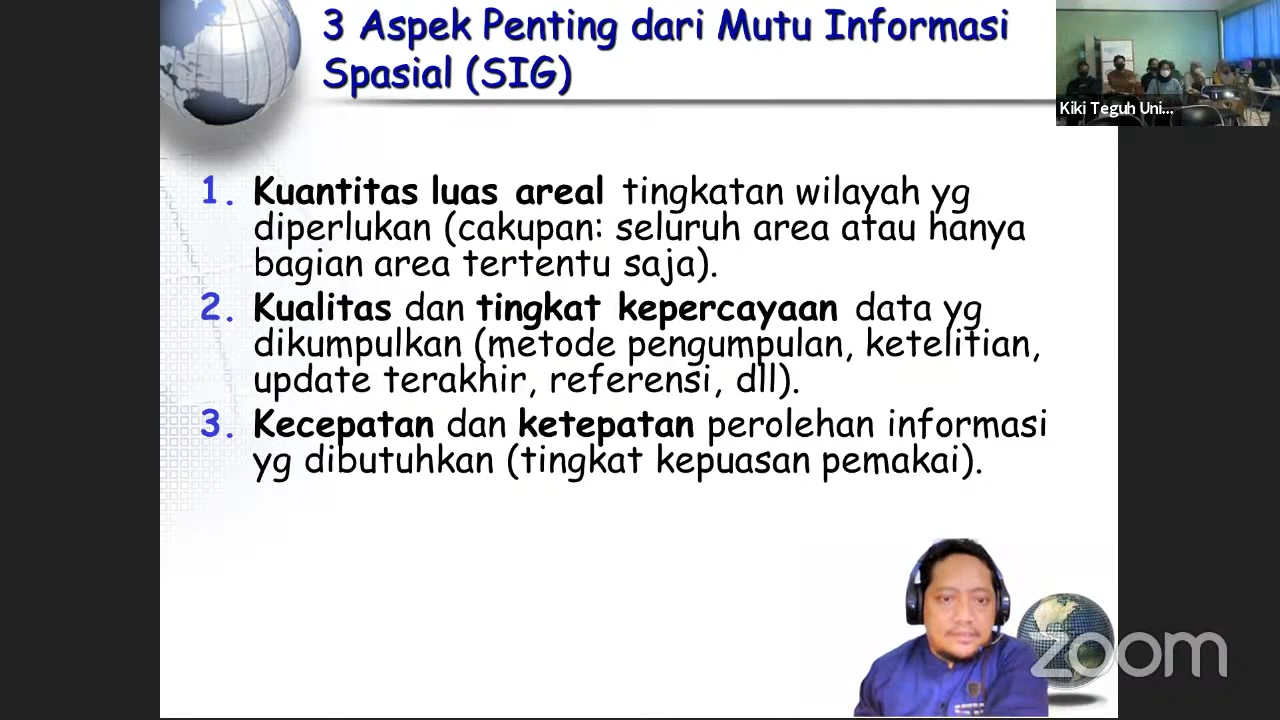 3 Aspek Penting dari Mutu Informasi
Spasial (SIG)
Kiki Teguh Uni...
1. Kuantitas luas areal tingkatan wilayah yg
diperlukan (cakupan: seluruh area atau hanya
bagian area tertentu saja).
2. Kualitas dan tingkat kepercayaan data yg
dikumpulkan (metode pengumpulan, ketelitian,
update terakhir, referensi, dll).
3. Kecepatan dan ketepatan perolehan informasi
yg dibutuhkan (tingkat kepuasan pemakai).
zoom